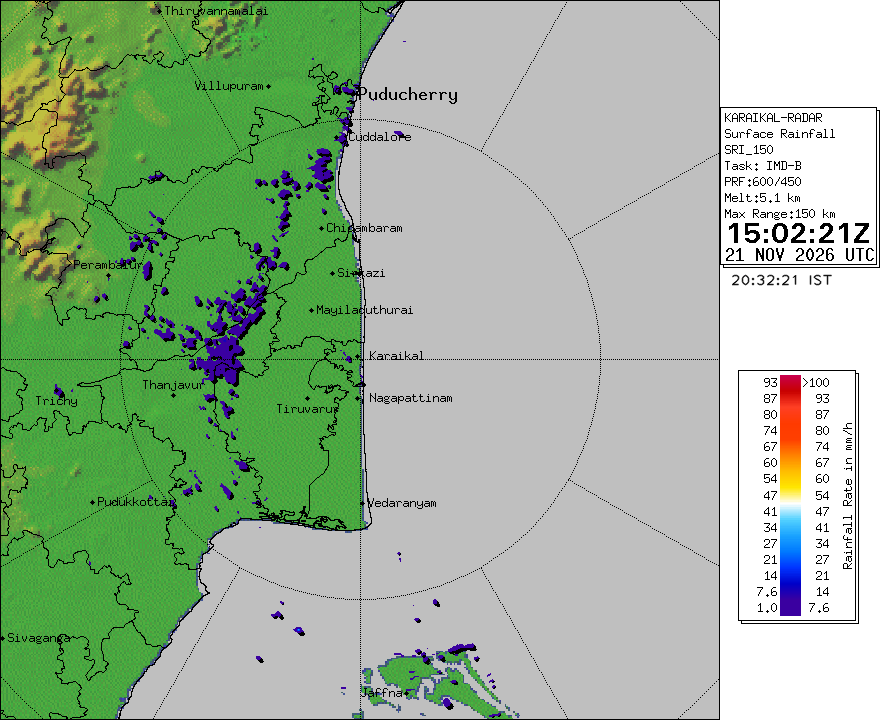 Thiruvannamalai
Villupuram
Puducherry
Cuddalore
Chidambaram
Perambalur
Sirkazi
Mayiladuthurai
Karaikal
Thanjavur
Trichy
Nagapattinam
Tiruvarur
Pudukkottai
Vedaranyam
Sivaganga
Jaffna
KARAIKAL-RADAR
Surface Rainfall
SRI_150
Task: IMD-B
PRF:600/450
Melt:5.1 km
Max Range:150 km
15:02:21Z
21 NOV 2026 UTC
20:32:21 IST
93 >100
87 93
80 87
74 80
67 74
60 67
54 60
47 54
41 47
34 41
27 34
21 27
14 21
7.6 14
1.0 7.6
Rainfall Rate in mm/h